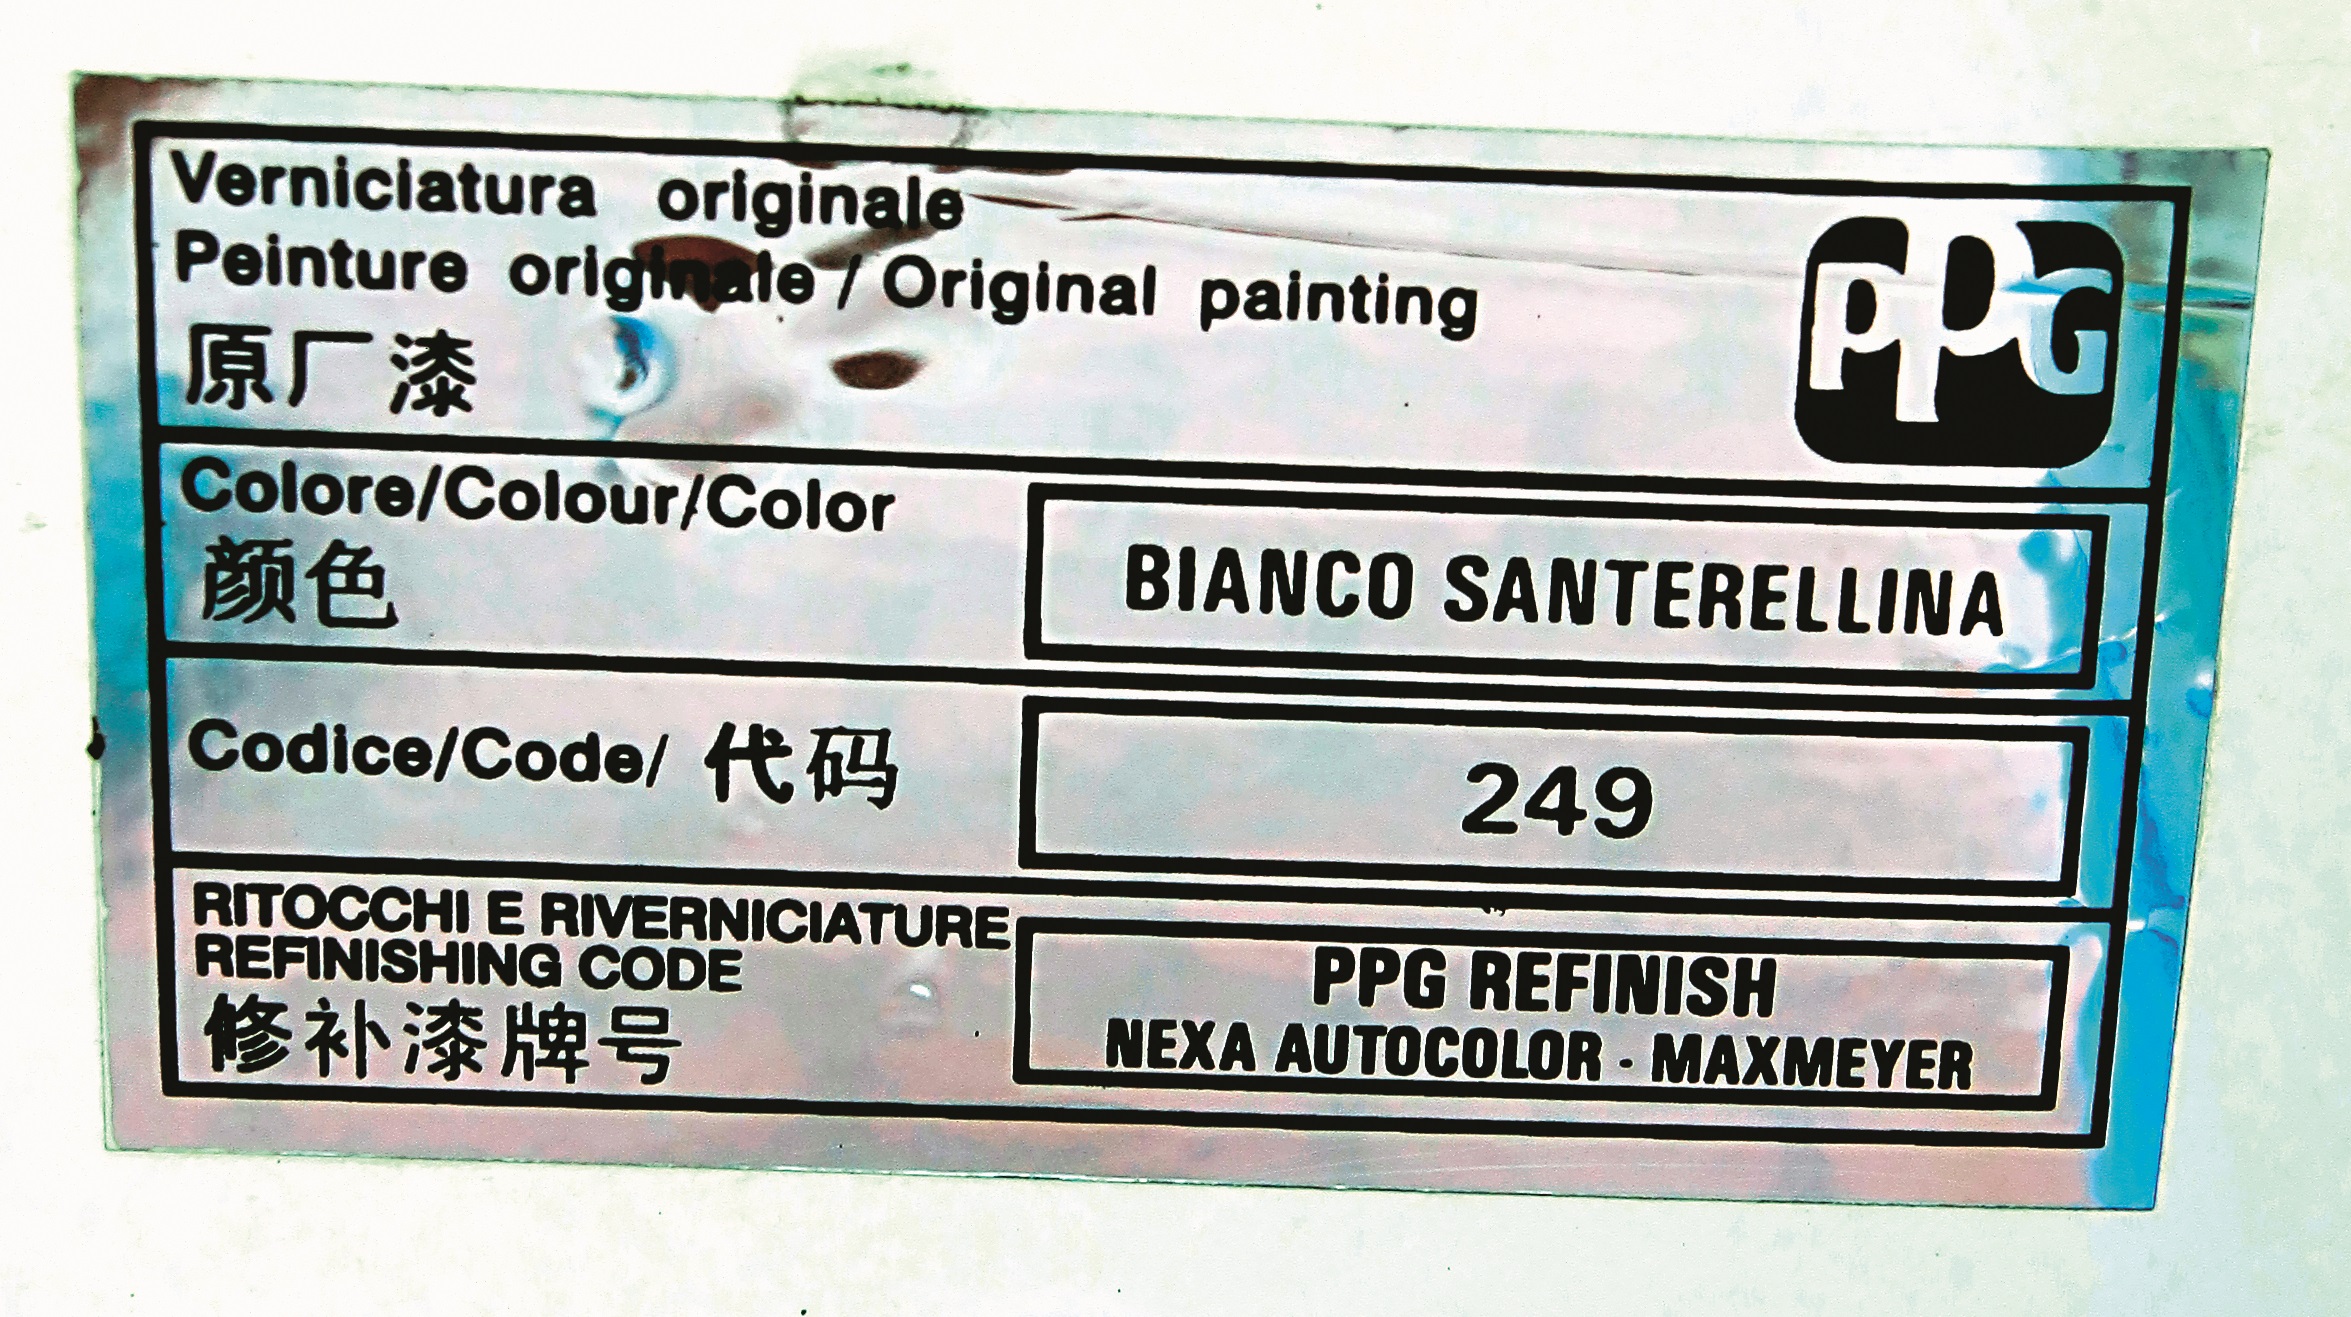 Verniciatura originale
Peinture originale / Original painting
原厂漆
PPG
Colore/Colour/Color
颜色
BIANCO SANTERELLINA
Codice/Code/ 代码
249
RITOCCHI E RIVERNICIATURE
REFINISHING CODE
修补漆牌号
PPG REFINISH
NEXA AUTOCOLOR - MAXMEYER